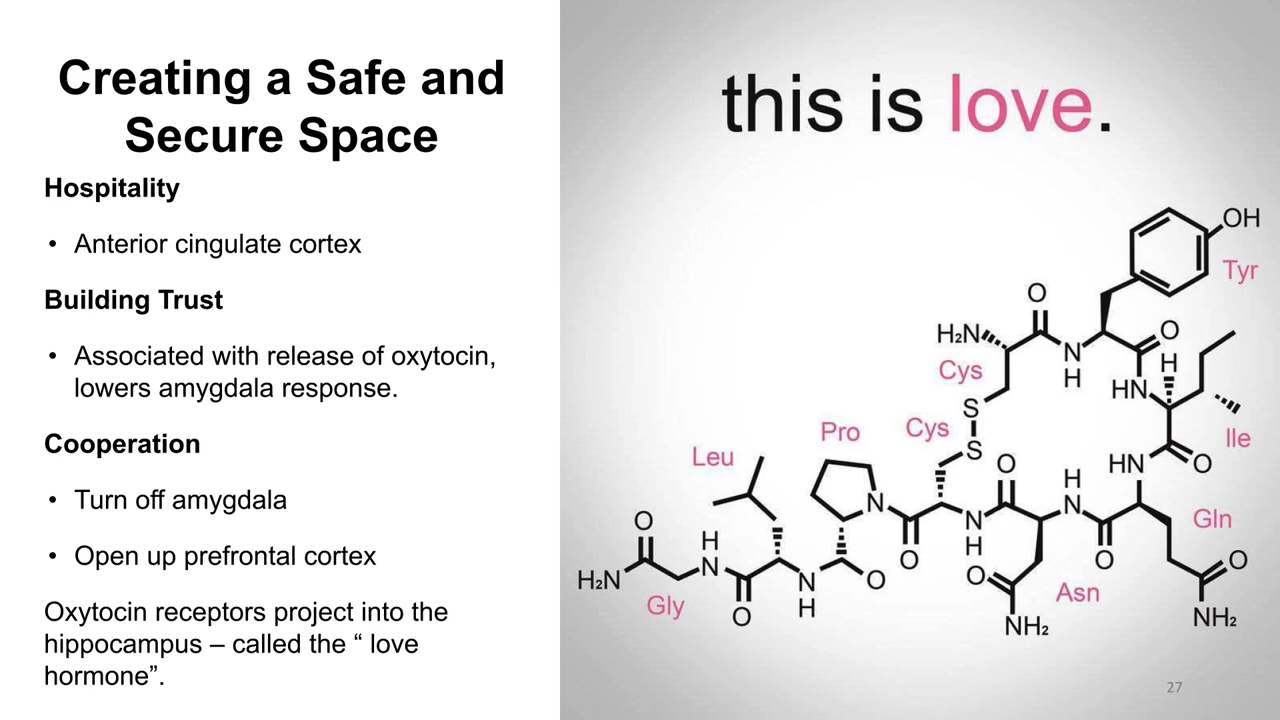 Creating a Safe and
Secure Space
Hospitality
• Anterior cingulate cortex
Building Trust
• Associated with release of oxytocin,
lowers amygdala response.
Cooperation
• Turn off amygdala
• Open up prefrontal cortex
Oxytocin receptors project into the
hippocampus – called the “ love
hormone”.
this is love.
OH
Tyr
O
H₂N
O
N
H
H
Cys
HN
S
Cys
S
Ile
Pro
Leu
O
HN
O
H
N
N
Gln
O
H
N
H
O
O
N
H₂N
O
O
O
Gly
N
O
Asn
H
NH₂
NH₂
27